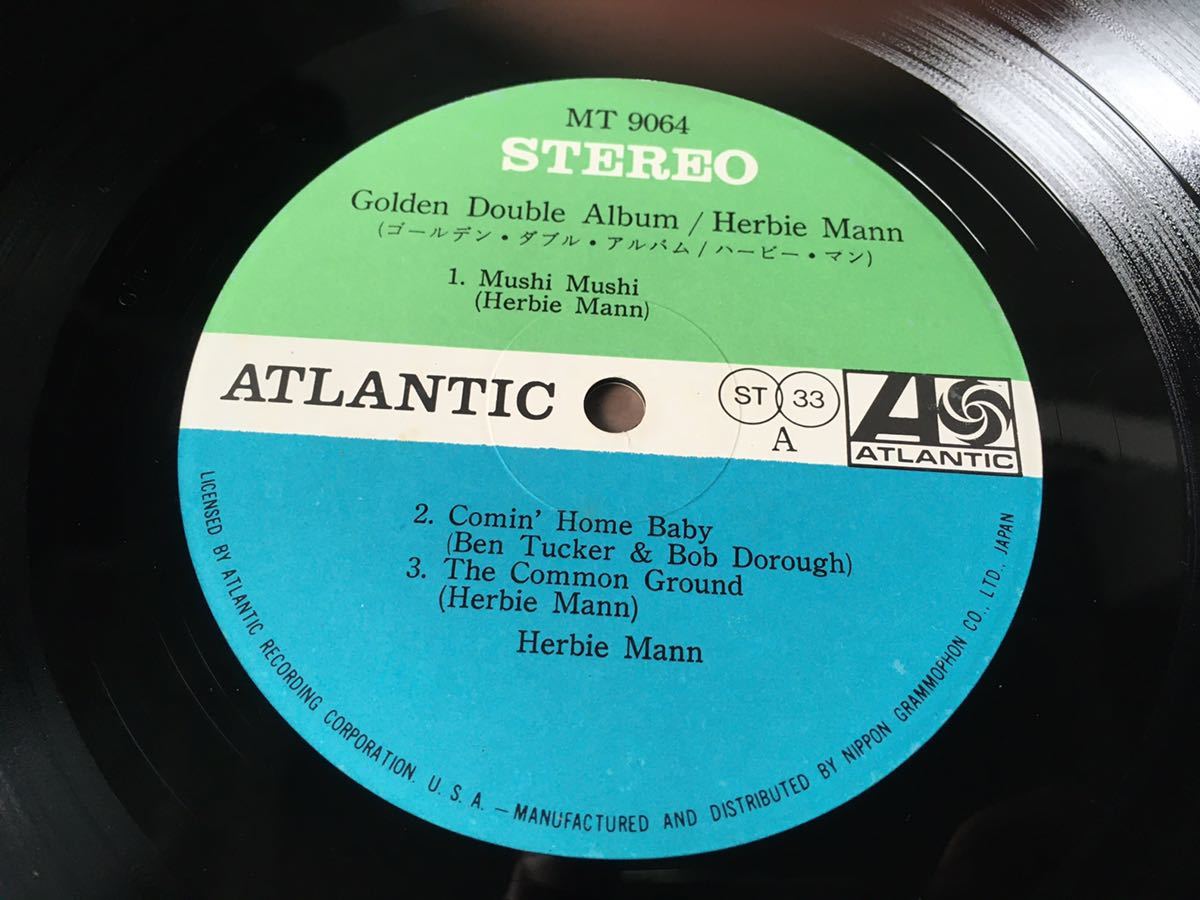 MT 9064
STEREO
Golden Double Album / Herbie Mann
(ゴールデン・ダブル・アルバム/ハービー・マン)
1. Mushi Mushi
(Herbie Mann)
ATLANTIC
ST 33
A
ATLANTIC
2. Comin' Home Baby
(Ben Tucker & Bob Dorough)
3. The Common Ground
(Herbie Mann)
Herbie Mann
LICENSED BY ATLANTIC RECORDING CORPORATION. U. S. A. — MANUFACTURED AND DISTRIBUTED BY NIPPON GRAMMOPHON CO., LTD., JAPAN